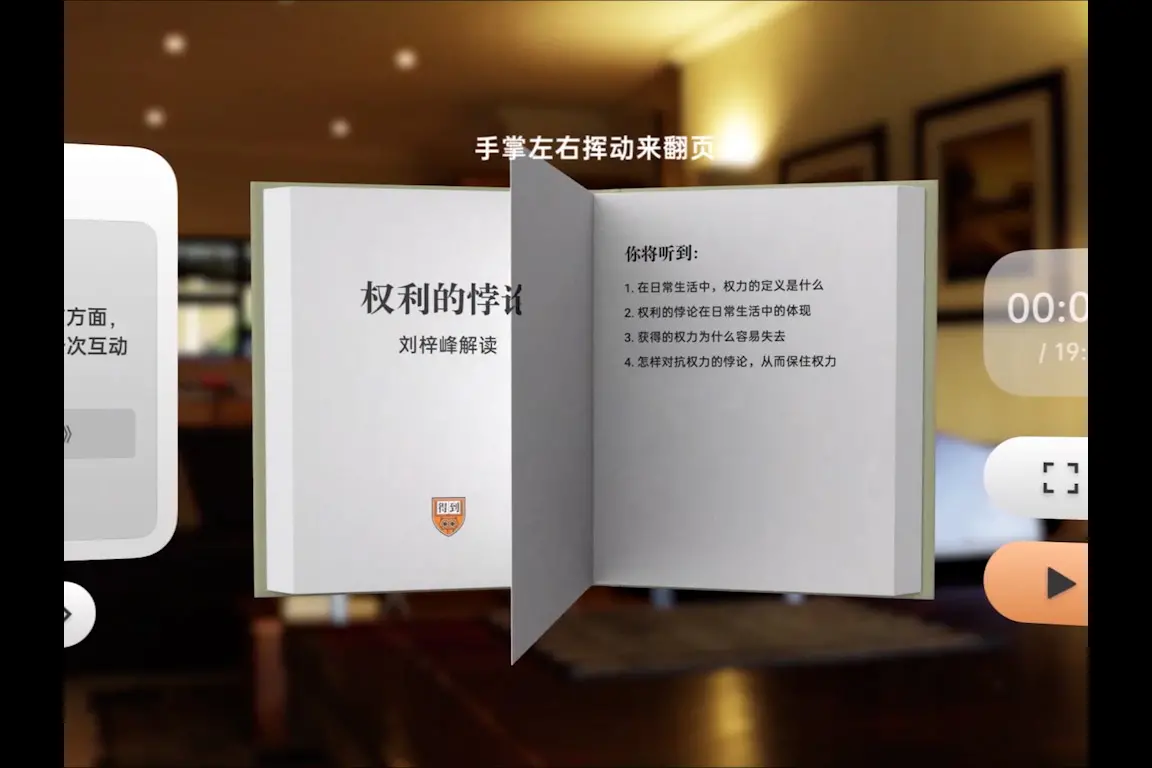 手掌左右挥动来翻页
方面，
次互动
》
权利的悖论
刘梓峰解读
得到
你将听到：
1. 在日常生活中，权力的定义是什么
2. 权利的悖论在日常生活中的体现
3. 获得的权力为什么容易失去
4. 怎样对抗权力的悖论，从而保住权力
00:0
/ 19: